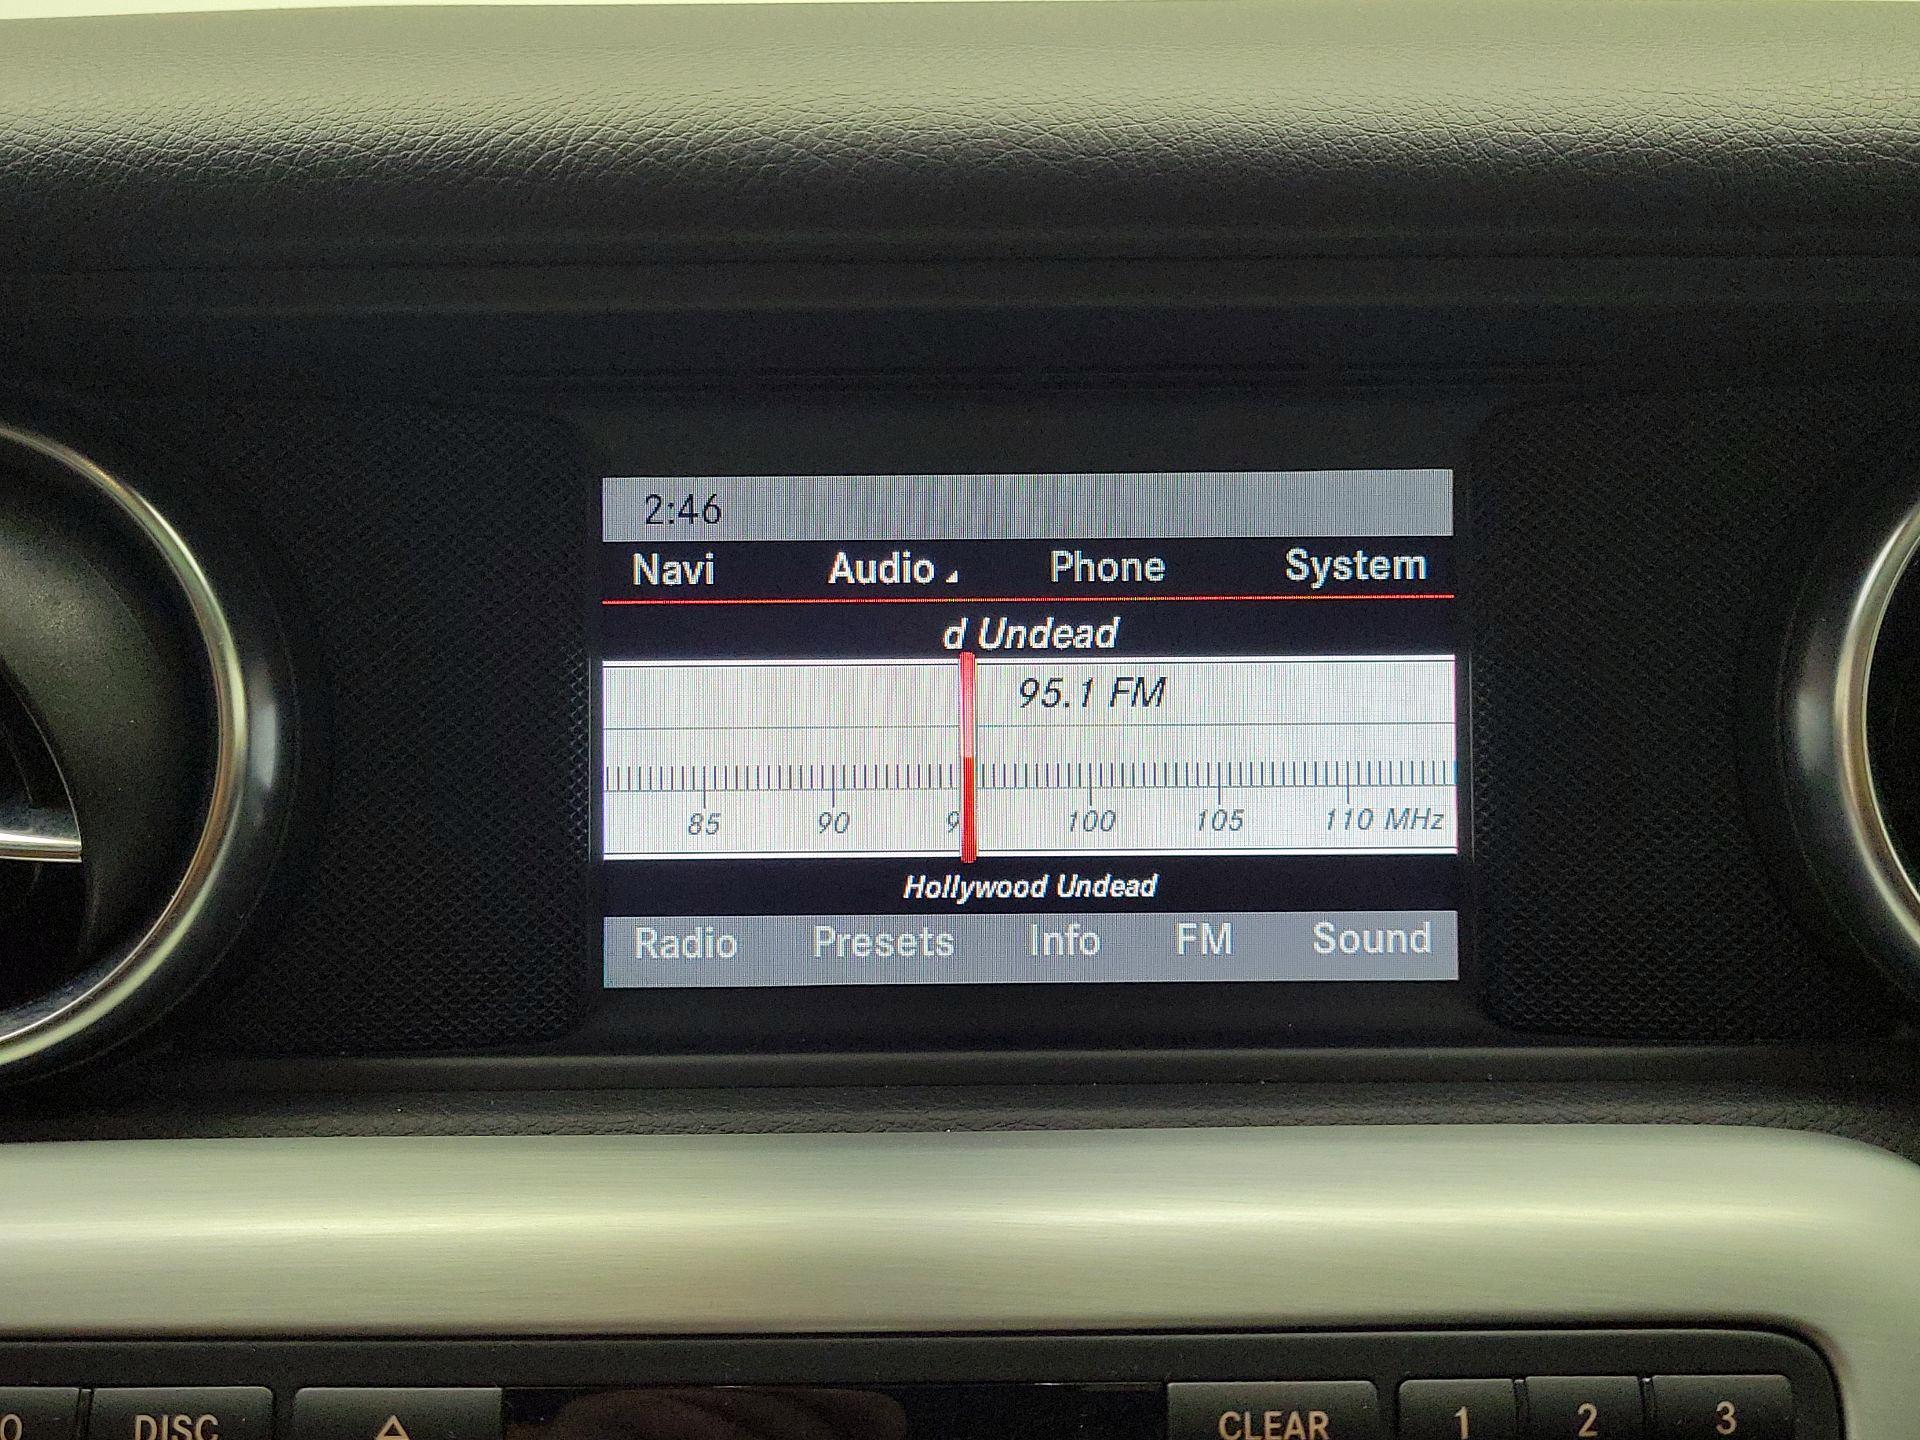 2:46
Navi Audio Phone System
d Undead
95.1 FM
85 90 9 100 105 110 MHz
Hollywood Undead
Radio Presets Info FM Sound
O DISC CLEAR 1 2 3